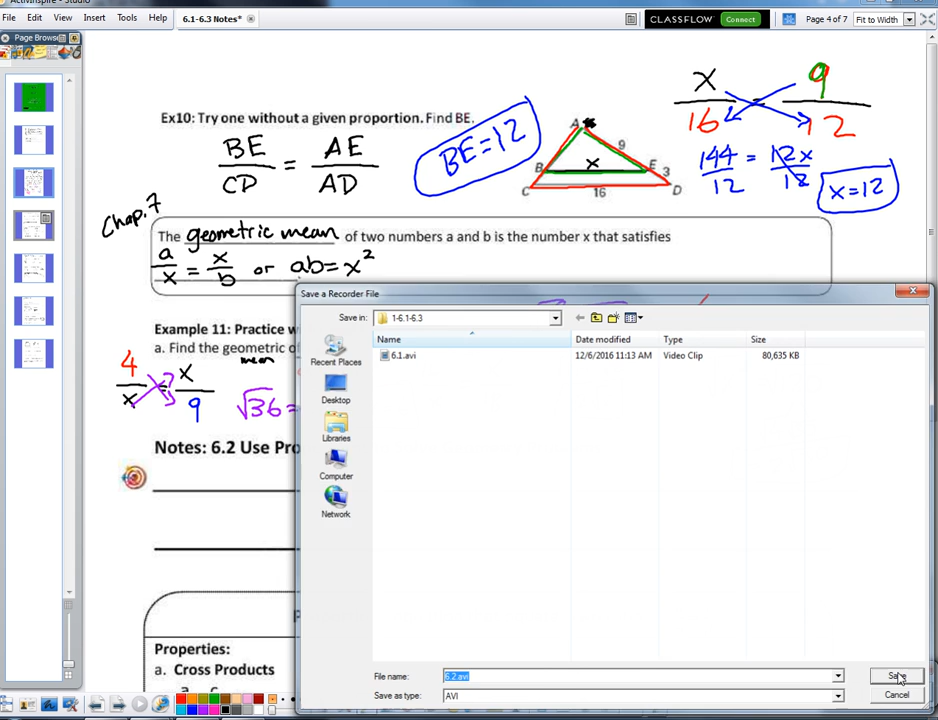 ActivInspire - Studio
File Edit View Insert Tools Help 6.1-6.3 Notes* CLASSFLOW Connect Page 4 of 7 Fit to Width
Page Browser
x 9
16 12
Ex10: Try one without a given proportion. Find BE.
BE = AE
CD AD
BE=12
A
9
B x E 3
C 16 D
144 = 12x
12 12
x=12
Chap. 7
The geometric mean of two numbers a and b is the number x that satisfies
a = x or ab=x²
x b
Example 11: Practice w
a. Find the geometric of
mean
4 = x
x 9
√36=
Notes: 6.2 Use Pro
Properties:
a. Cross Products
Save a Recorder File
Save in: 1-6.1-6.3
Name Date modified Type Size
6.1.avi 12/6/2016 11:13 AM Video Clip 80,635 KB
Recent Places
Desktop
Libraries
Computer
Network
File name: 6.2.avi Save
Save as type: AVI Cancel